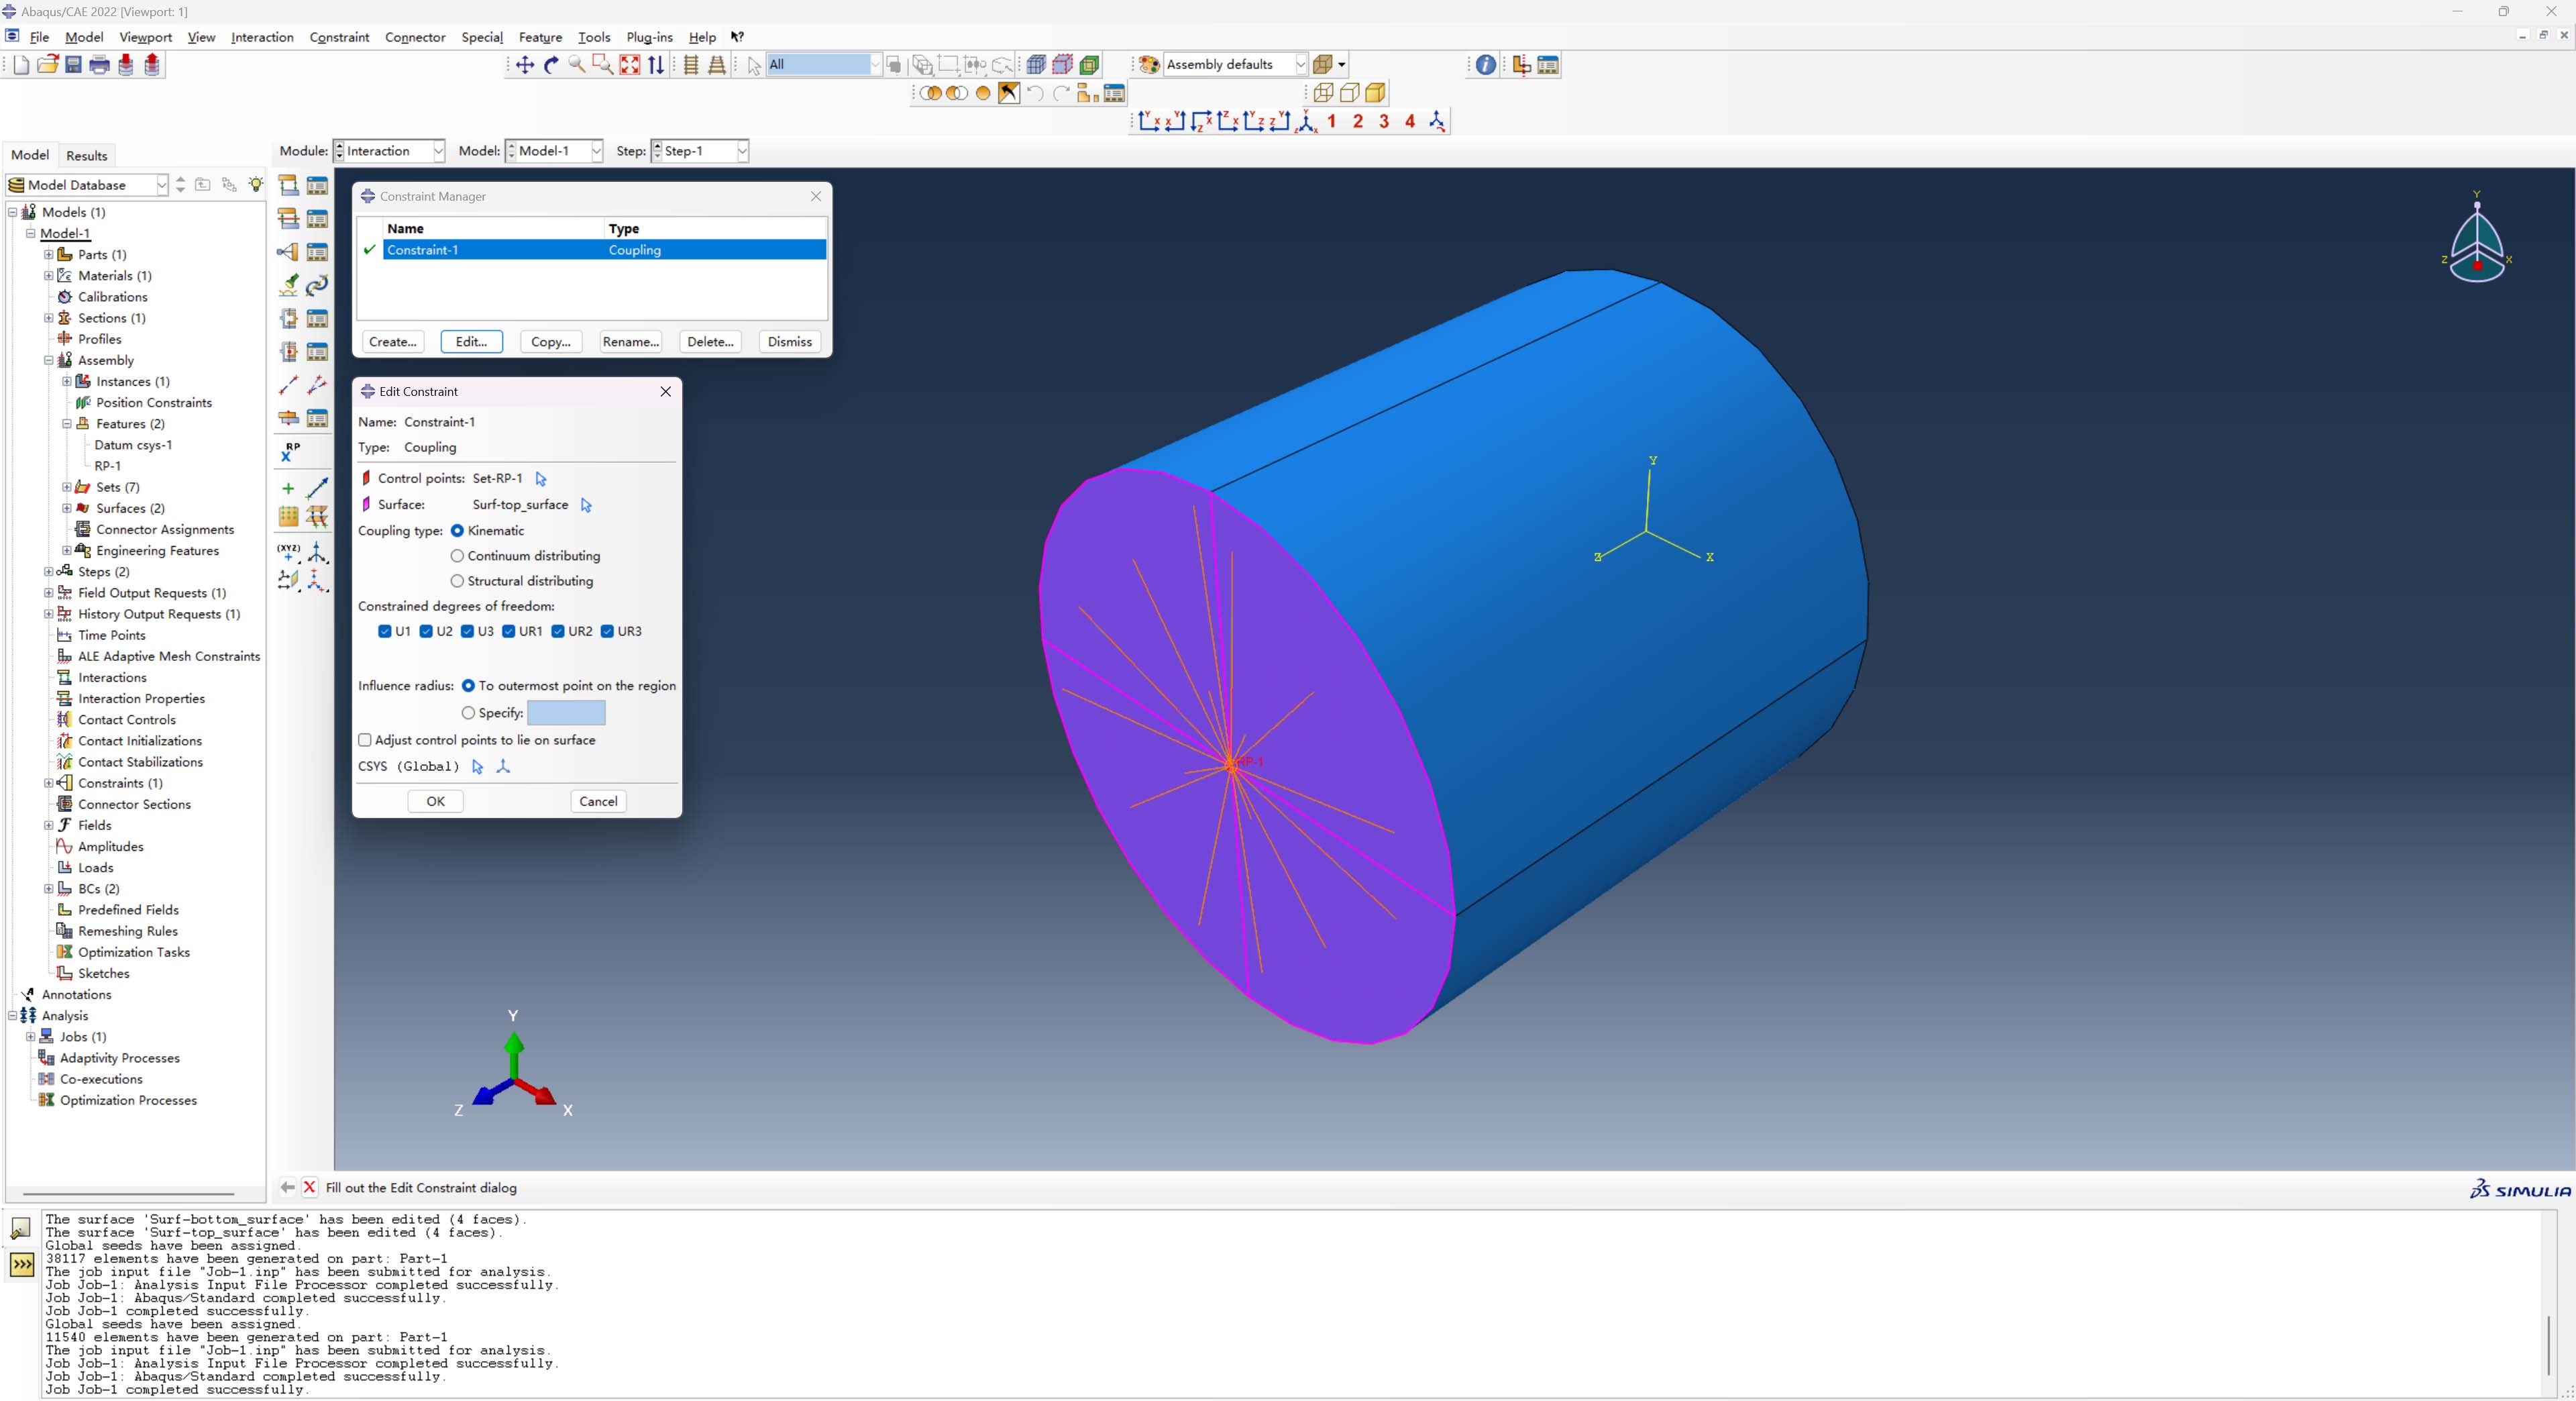 Abaqus/CAE 2022 [Viewport: 1]
File Model Viewport View Interaction Constraint Connector Special Feature Tools Plug-ins Help
All
Assembly defaults
1 2 3 4
Model Results
Module: Interaction Model: Model-1 Step: Step-1
Model Database
Models (1)
Model-1
Parts (1)
Materials (1)
Calibrations
Sections (1)
Profiles
Assembly
Instances (1)
Position Constraints
Features (2)
Datum csys-1
RP-1
Sets (7)
Surfaces (2)
Connector Assignments
Engineering Features
Steps (2)
Field Output Requests (1)
History Output Requests (1)
Time Points
ALE Adaptive Mesh Constraints
Interactions
Interaction Properties
Contact Controls
Contact Initializations
Contact Stabilizations
Constraints (1)
Connector Sections
Fields
Amplitudes
Loads
BCs (2)
Predefined Fields
Remeshing Rules
Optimization Tasks
Sketches
Annotations
Analysis
Jobs (1)
Adaptivity Processes
Co-executions
Optimization Processes
RP
(XYZ)
Constraint Manager
Name Type
Constraint-1 Coupling
Create... Edit... Copy... Rename... Delete... Dismiss
Edit Constraint
Name: Constraint-1
Type: Coupling
Control points: Set-RP-1
Surface: Surf-top_surface
Coupling type: Kinematic
Continuum distributing
Structural distributing
Constrained degrees of freedom:
U1 U2 U3 UR1 UR2 UR3
Influence radius: To outermost point on the region
Specify:
Adjust control points to lie on surface
CSYS (Global)
OK Cancel
Y
Z X
Y
Z X
RP-1
Y
Z X
Fill out the Edit Constraint dialog
SIMULIA
The surface 'Surf-bottom_surface' has been edited (4 faces).
The surface 'Surf-top_surface' has been edited (4 faces).
Global seeds have been assigned.
38117 elements have been generated on part: Part-1
The job input file "Job-1.inp" has been submitted for analysis.
Job Job-1: Analysis Input File Processor completed successfully.
Job Job-1: Abaqus/Standard completed successfully.
Job Job-1 completed successfully.
Global seeds have been assigned.
11540 elements have been generated on part: Part-1
The job input file "Job-1.inp" has been submitted for analysis.
Job Job-1: Analysis Input File Processor completed successfully.
Job Job-1: Abaqus/Standard completed successfully.
Job Job-1 completed successfully.